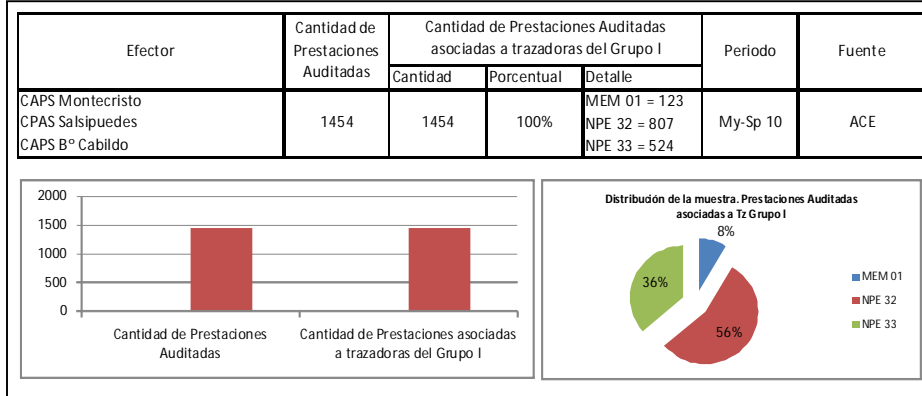 Efector
Cantidad de
Prestaciones
Auditadas
Cantidad de Prestaciones Auditadas
asociadas a trazadoras del Grupo I
Periodo
Fuente
Cantidad Porcentual Detalle
CAPS Montecristo
CPAS Salsipuedes
CAPS Bº Cabildo
1454
1454
100%
MEM 01 = 123
NPE 32 = 807
NPE 33 = 524
My-Sp 10
ACE
2000
1500
1000
500
0
Cantidad de Prestaciones
Auditadas
Cantidad de Prestaciones asociadas
a trazadoras del Grupo I
Distribución de la muestra. Prestaciones Auditadas
asociadas a Tz Grupo I
8%
56%
36%
MEM 01
NPE 32
NPE 33